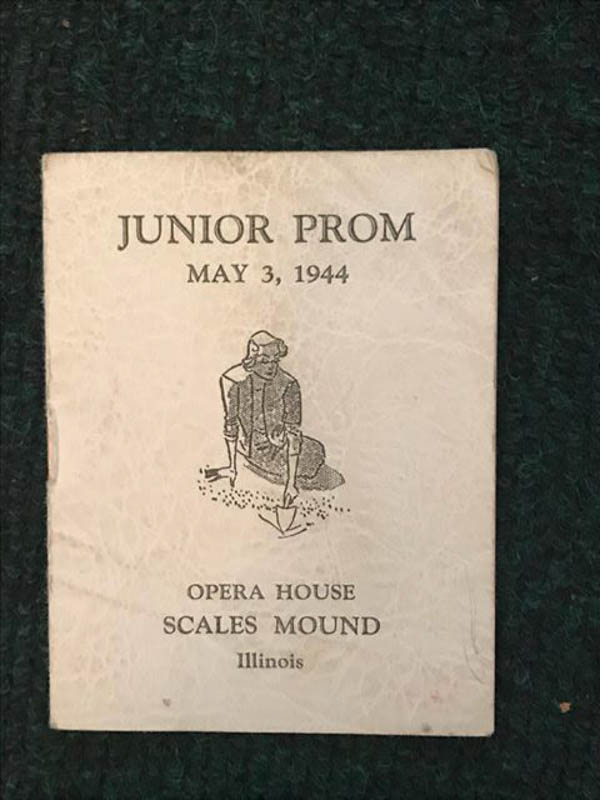 JUNIOR PROM
MAY 3, 1944
OPERA HOUSE
SCALES MOUND
Illinois